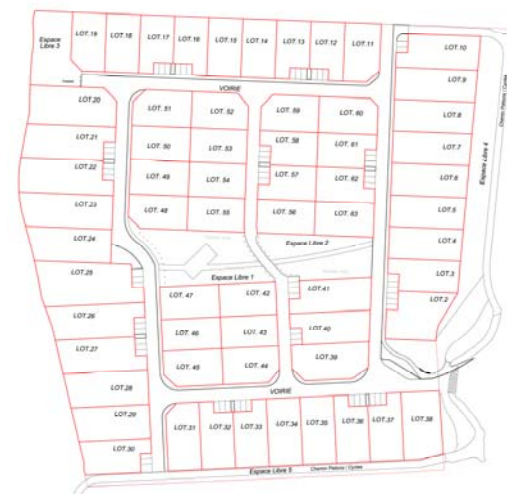 LOT.19
LOT.18
LOT.17
LOT.16
LOT.15
LOT.14
LOT.13
LOT.12
LOT.11
LOT.10
Espace
Libre 3
LOT.9
VOIRIE
LOT.20
LOT. 51
LOT. 52
LOT. 59
LOT. 60
LOT.8
Chemin Piétons / Cycles
LOT.21
LOT. 50
LOT. 53
LOT. 58
LOT. 61
LOT.7
LOT.22
LOT. 49
LOT. 54
LOT. 57
LOT. 62
LOT.6
Espace Libre 4
LOT.23
LOT. 48
LOT. 55
LOT. 56
LOT. 63
LOT.5
LOT.24
Espace Libre 2
LOT.4
LOT.25
Espace Libre 1
LOT.3
LOT. 47
LOT. 42
LOT.41
LOT.2
LOT.26
LOT. 46
LOT. 43
LOT.40
LOT.27
LOT. 45
LOT. 44
LOT.39
LOT.28
VOIRIE
LOT.29
LOT.31
LOT.32
LOT.33
LOT.34
LOT.35
LOT.36
LOT.37
LOT.38
LOT.30
Espace Libre 5
Chemin Piétons / Cycles